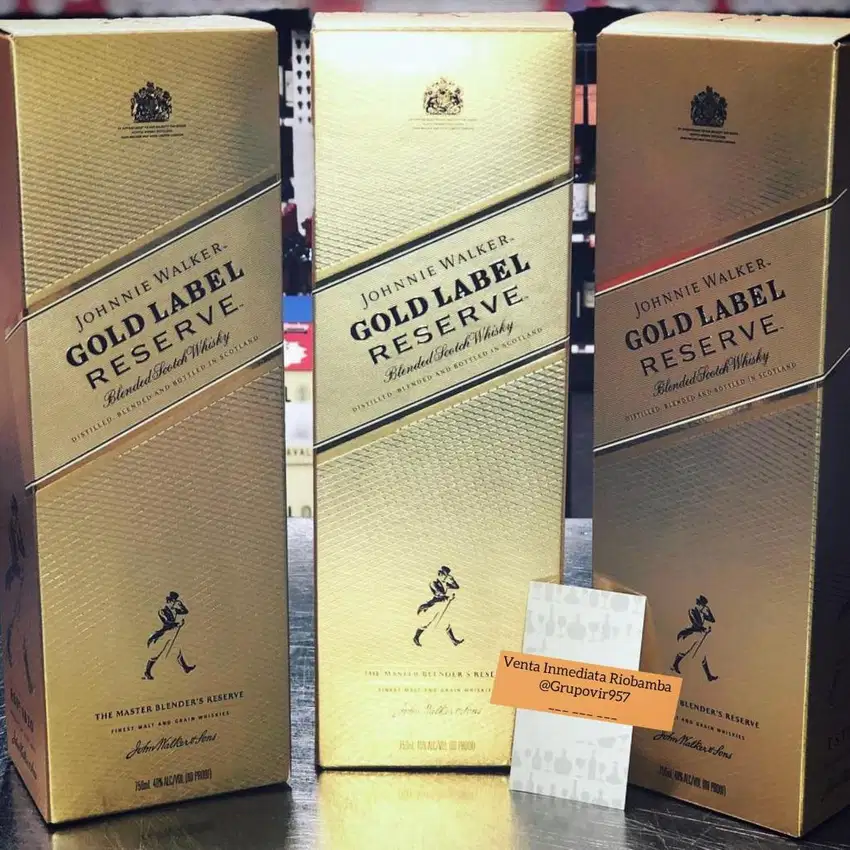 JOHNNIE WALKER
GOLD LABEL
RESERVE
Blended Scotch Whisky
DISTILLED, BLENDED AND BOTTLED IN SCOTLAND
THE MASTER BLENDER'S RESERVE
FINEST MALT AND GRAIN WHISKIES
John Walker & Sons
750mL 40% ALC/VOL (80 PROOF)
JOHNNIE WALKER
GOLD LABEL
RESERVE
Blended Scotch Whisky
DISTILLED, BLENDED AND BOTTLED IN SCOTLAND
THE MASTER BLENDER'S RESE
FINEST MALT AND GRAIN WHISKIE
John Walker & Sons
750mL 40% ALC/VOL (80 PROOF)
JOHNNIE WALKER
GOLD LABEL
RESERVE
Blended Scotch Whisky
DISTILLED, BLENDED AND BOTTLED IN SCOTLAND
BLENDER'S RESERVE
AND GRAIN WHISKIES
John Walker & Sons
750mL 40% ALC/VOL (80 PROOF)
Venta Inmediata Riobamba
@Grupovir957